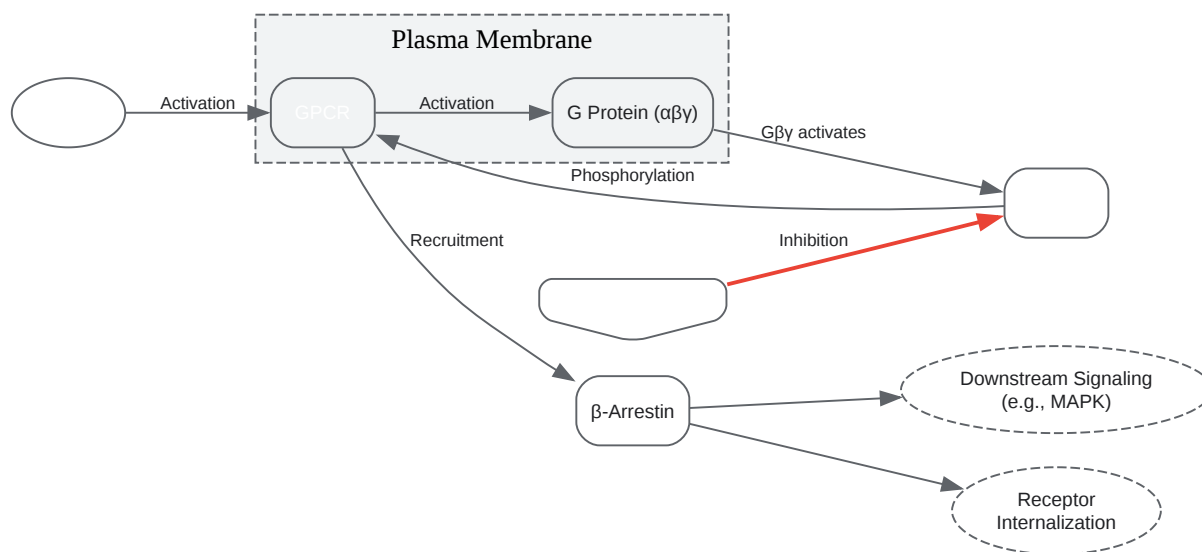 Plasma Membrane
Activation
GPCR
Activation
G Protein (αβγ)
Gβγ activates
Phosphorylation
Recruitment
Inhibition
β-Arrestin
Downstream Signaling
(e.g., MAPK)
Receptor
Internalization